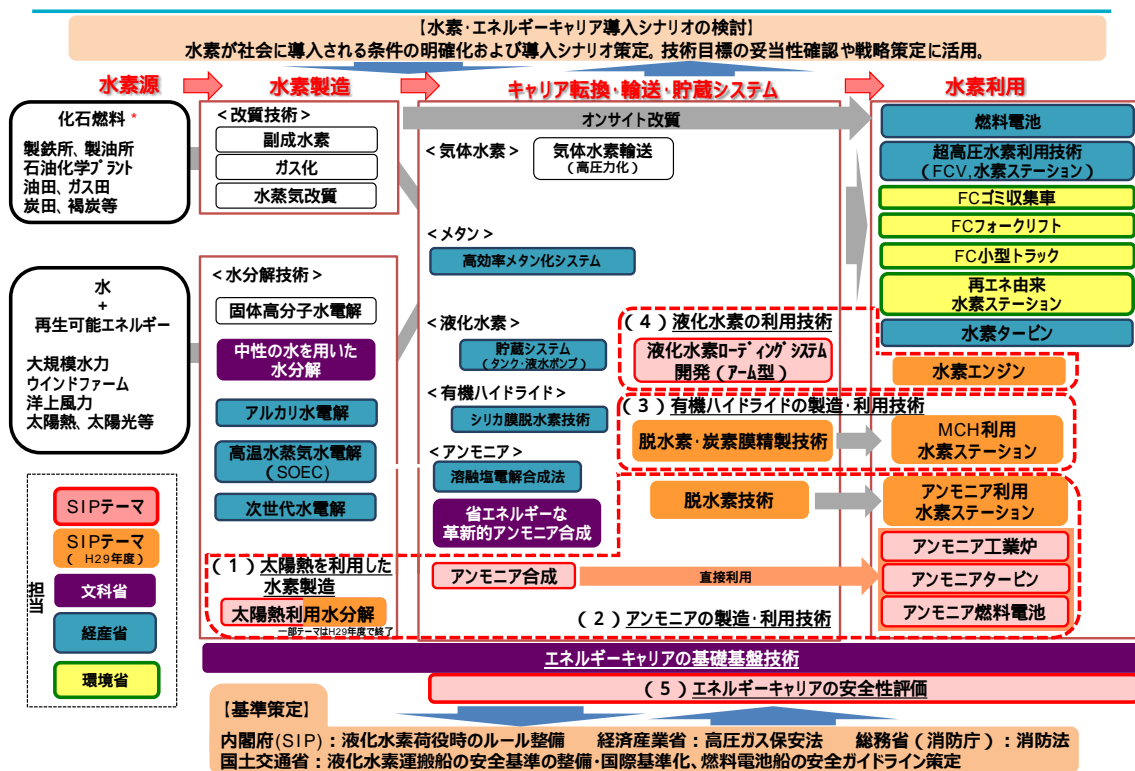 【水素・エネルギーキャリア導入シナリオの検討】
水素が社会に導入される条件の明確化および導入シナリオ策定。技術目標の妥当性確認や戦略策定に活用。
水素源
水素製造
キャリア転換・輸送・貯蔵システム
水素利用
化石燃料 *
製鉄所、製油所
石油化学プラント
油田、ガス田
炭田、褐炭等
＜改質技術＞
副成水素
ガス化
水蒸気改質
オンサイト改質
＜気体水素＞
気体水素輸送
（高圧力化）
＜メタン＞
高効率メタン化システム
燃料電池
超高圧水素利用技術
（FCV,水素ステーション）
FCゴミ収集車
FCフォークリフト
FC小型トラック
再エネ由来
水素ステーション
水素タービン
水素エンジン
水
+
再生可能エネルギー
大規模水力
ウインドファーム
洋上風力
太陽熱、太陽光等
＜水分解技術＞
固体高分子水電解
中性の水を用いた
水分解
アルカリ水電解
高温水蒸気水電解
（SOEC）
次世代水電解
＜液化水素＞
貯蔵システム
（タンク・液水ポンプ）
（４）液化水素の利用技術
液化水素ローディングシステム
開発（アーム型）
＜有機ハイドライド＞
シリカ膜脱水素技術
（３）有機ハイドライドの製造・利用技術
脱水素・炭素膜精製技術
MCH利用
水素ステーション
＜アンモニア＞
溶融塩電解合成法
省エネルギーな
革新的アンモニア合成
脱水素技術
アンモニア利用
水素ステーション
アンモニア合成
直接利用
アンモニア工業炉
アンモニアタービン
アンモニア燃料電池
（１）太陽熱を利用した
水素製造
太陽熱利用水分解
一部テーマはH29年度で終了
（２）アンモニアの製造・利用技術
担当
SIPテーマ
SIPテーマ
（ H29年度）
文科省
経産省
環境省
エネルギーキャリアの基礎基盤技術
（５）エネルギーキャリアの安全性評価
【基準策定】
内閣府(SIP)：液化水素荷役時のルール整備 経済産業省：高圧ガス保安法 総務省（消防庁）：消防法
国土交通省：液化水素運搬船の安全基準の整備・国際基準化、燃料電池船の安全ガイドライン策定